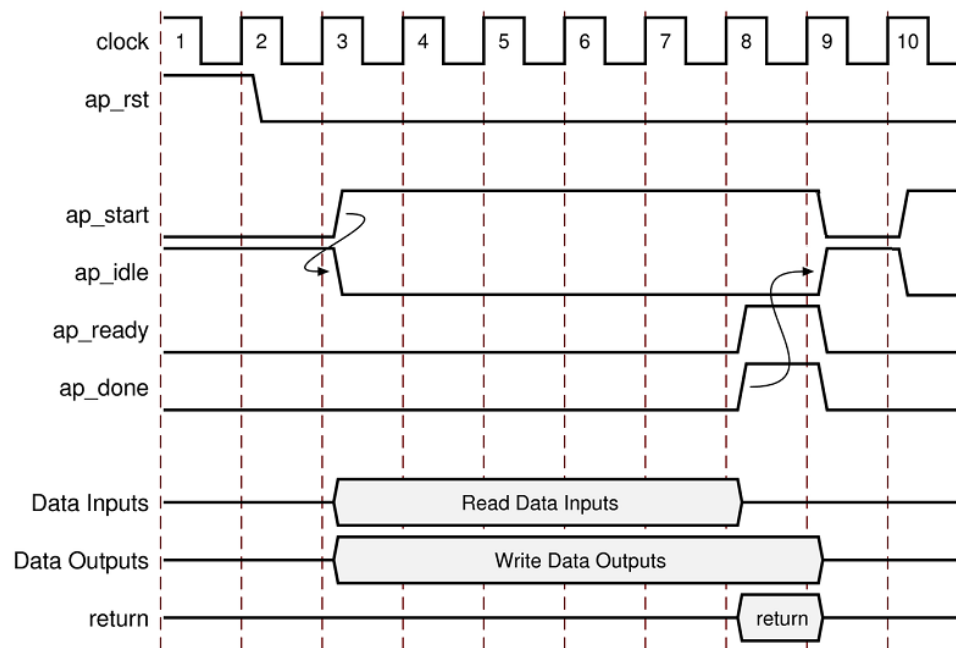 clock 1 2 3 4 5 6 7 8 9 10
ap_rst
ap_start
ap_idle
ap_ready
ap_done
Data Inputs Read Data Inputs
Data Outputs Write Data Outputs
return return